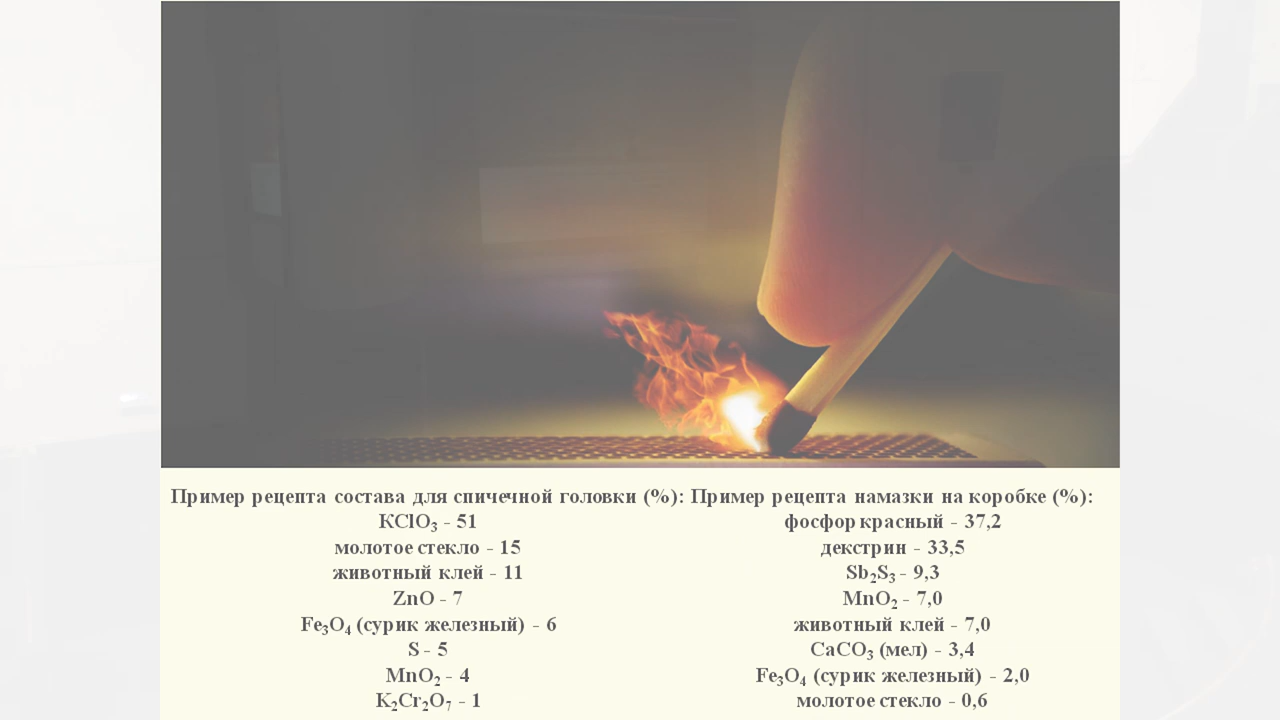 Пример рецепта состава для спичечной головки (%): Пример рецепта намазки на коробке (%):
KClO₃ - 51
молотое стекло - 15
животный клей - 11
ZnO - 7
Fe₃O₄ (сурик железный) - 6
S - 5
MnO₂ - 4
K₂Cr₂O₇ - 1
фосфор красный - 37,2
декстрин - 33,5
Sb₂S₃ - 9,3
MnO₂ - 7,0
животный клей - 7,0
CaCO₃ (мел) - 3,4
Fe₃O₄ (сурик железный) - 2,0
молотое стекло - 0,6